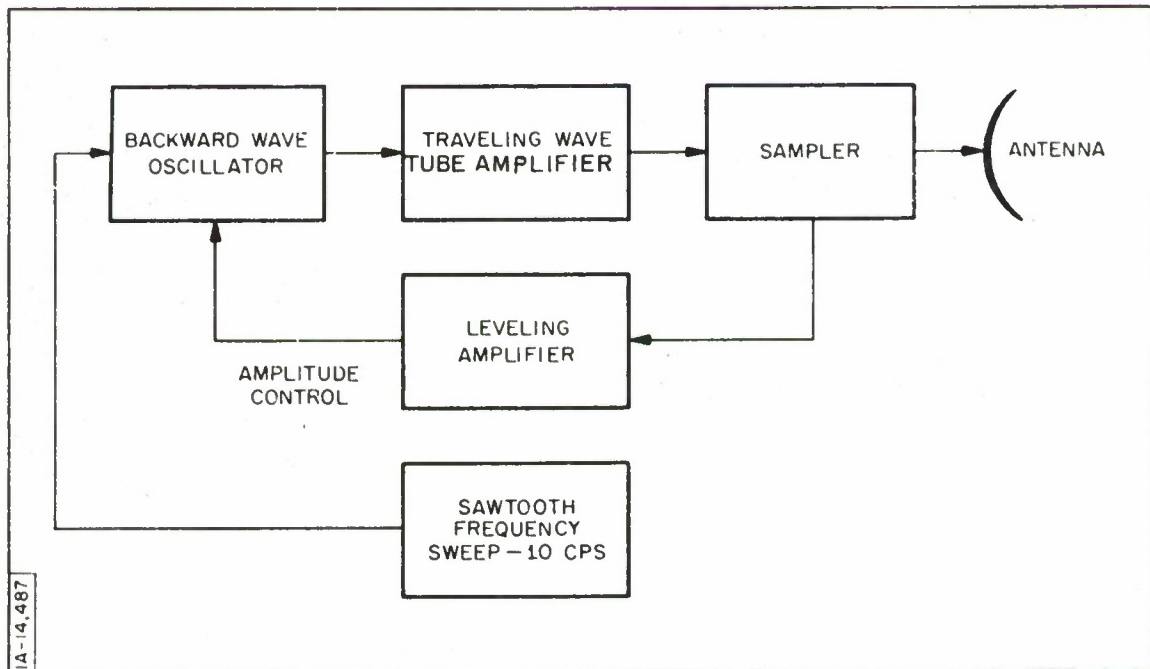 BACKWARD WAVE
OSCILLATOR
TRAVELING WAVE
TUBE AMPLIFIER
SAMPLER
ANTENNA
LEVELING
AMPLIFIER
AMPLITUDE
CONTROL
SAWTOOTH
FREQUENCY
SWEEP – 10 CPS
IA-14,487